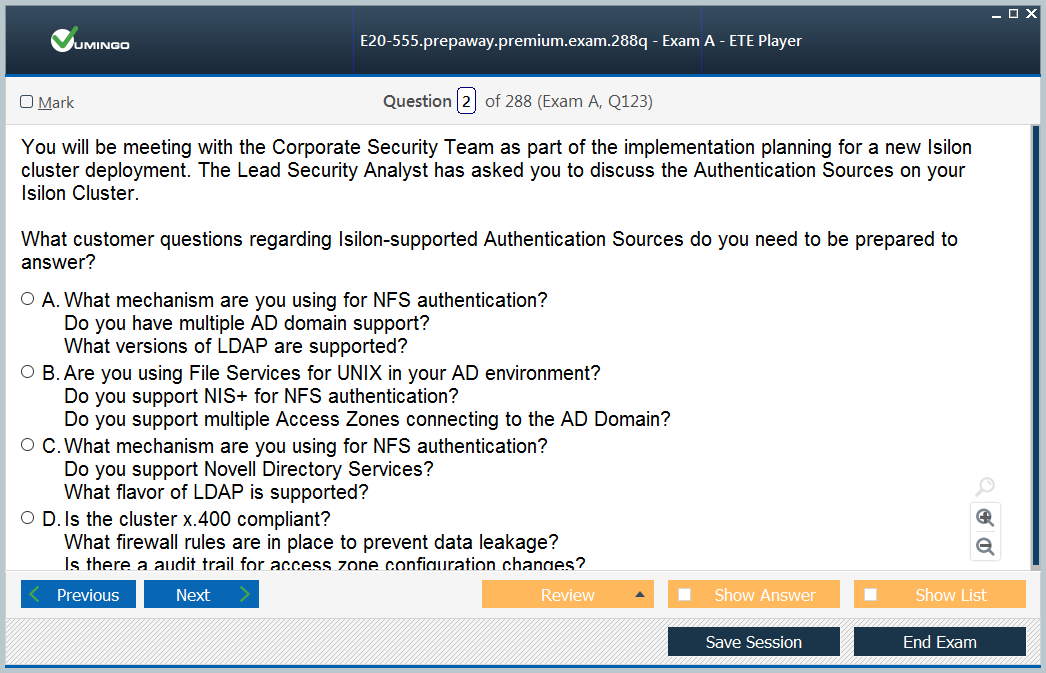 VUMINGO
E20-555.prepaway.premium.exam.288q - Exam A - ETE Player
Mark
Question 2 of 288 (Exam A, Q123)
You will be meeting with the Corporate Security Team as part of the implementation planning for a new Isilon
cluster deployment. The Lead Security Analyst has asked you to discuss the Authentication Sources on your
Isilon Cluster.
What customer questions regarding Isilon-supported Authentication Sources do you need to be prepared to
answer?
A. What mechanism are you using for NFS authentication?
Do you have multiple AD domain support?
What versions of LDAP are supported?
B. Are you using File Services for UNIX in your AD environment?
Do you support NIS+ for NFS authentication?
Do you support multiple Access Zones connecting to the AD Domain?
C. What mechanism are you using for NFS authentication?
Do you support Novell Directory Services?
What flavor of LDAP is supported?
D. Is the cluster x.400 compliant?
What firewall rules are in place to prevent data leakage?
Is there a audit trail for access zone configuration changes?
Previous Next Review Show Answer Show List
Save Session End Exam